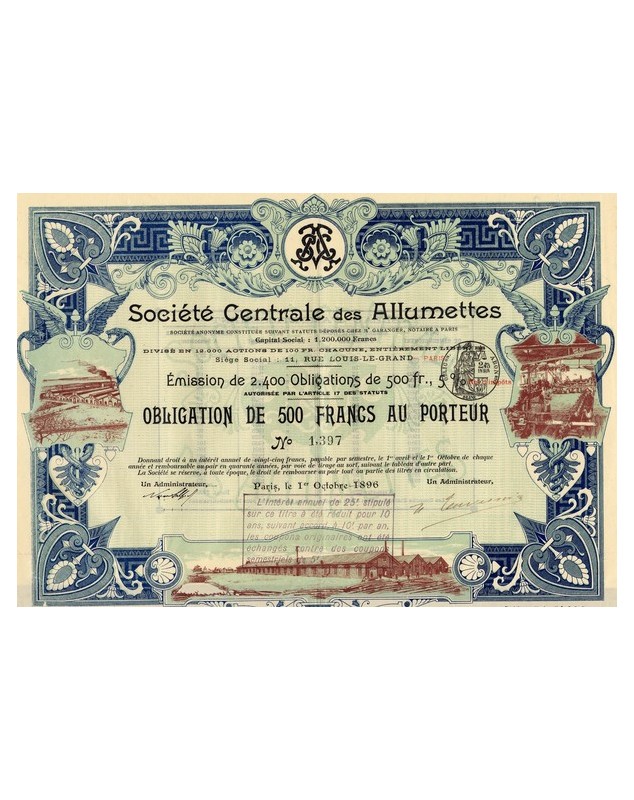 Société Centrale des Allumettes
SOCIÉTÉ ANONYME CONSTITUÉE SUIVANT STATUTS DÉPOSÉS CHEZ Mᵉ GARANGER, NOTAIRE A PARIS
Capital Social : 1.200.000 Francs
DIVISÉ EN 12.000 ACTIONS DE 100 FR. CHACUNE, ENTIÈREMENT
Siège Social : 11, RUE LOUIS-LE-GRAND — PARIS
Émission de 2.400 Obligations de 500 fr., 5 %
AUTORISÉE PAR L'ARTICLE 17 DES STATUTS
OBLIGATION DE 500 FRANCS AU PORTEUR
No 1.397
Donnant droit à un intérêt annuel de vingt-cinq francs, payable par semestre, le 1er avril et le 1er Octobre de chaque
année et remboursable au pair en quarante années, par voie de tirage au sort, suivant le tableau d'autre part.
La Société se réserve, à toute époque, le droit de rembourser au pair tout ou partie des titres en circulation.
Un Administrateur, Paris, le 1er Octobre 1896 Un Administrateur,
L'Intérêt annuel de 25f stipulé
sur ce titre a été réduit pour 10
ans, suivant accord, à 10f par an,
les coupons originaires ont été
échangés contre des coupons
semestriels de 5f